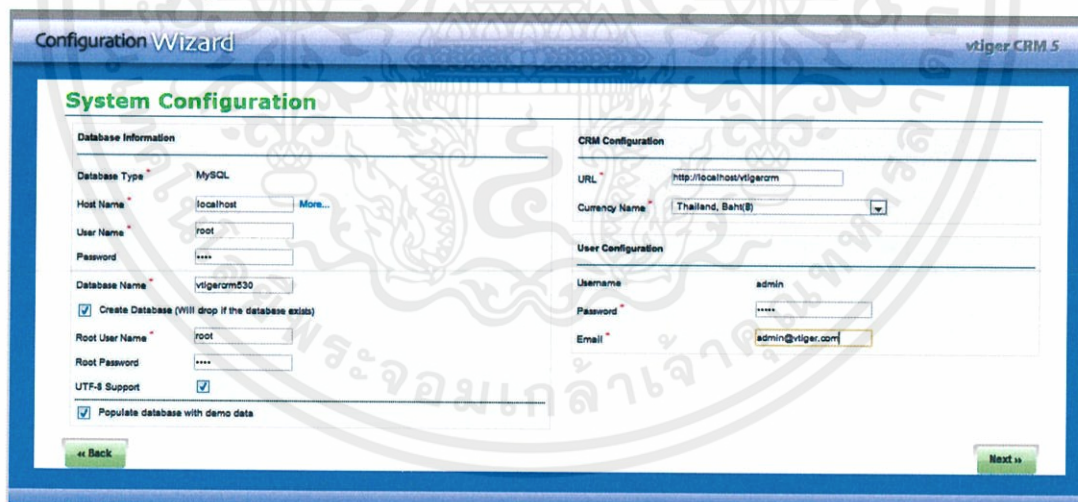 Configuration Wizard
vtiger CRM 5
System Configuration
Database Information
Database Type * MySQL
Host Name * localhost More...
User Name * root
Password ••••
Database Name * vtigercrm530
Create Database (Will drop if the database exists)
Root User Name * root
Root Password ••••
UTF-8 Support
Populate database with demo data
CRM Configuration
URL * http://localhost/vtigercrm
Currency Name * Thailand, Baht(฿)
User Configuration
Username admin
Password * •••••
Email * admin@vtiger.com
‹‹ Back
Next ››